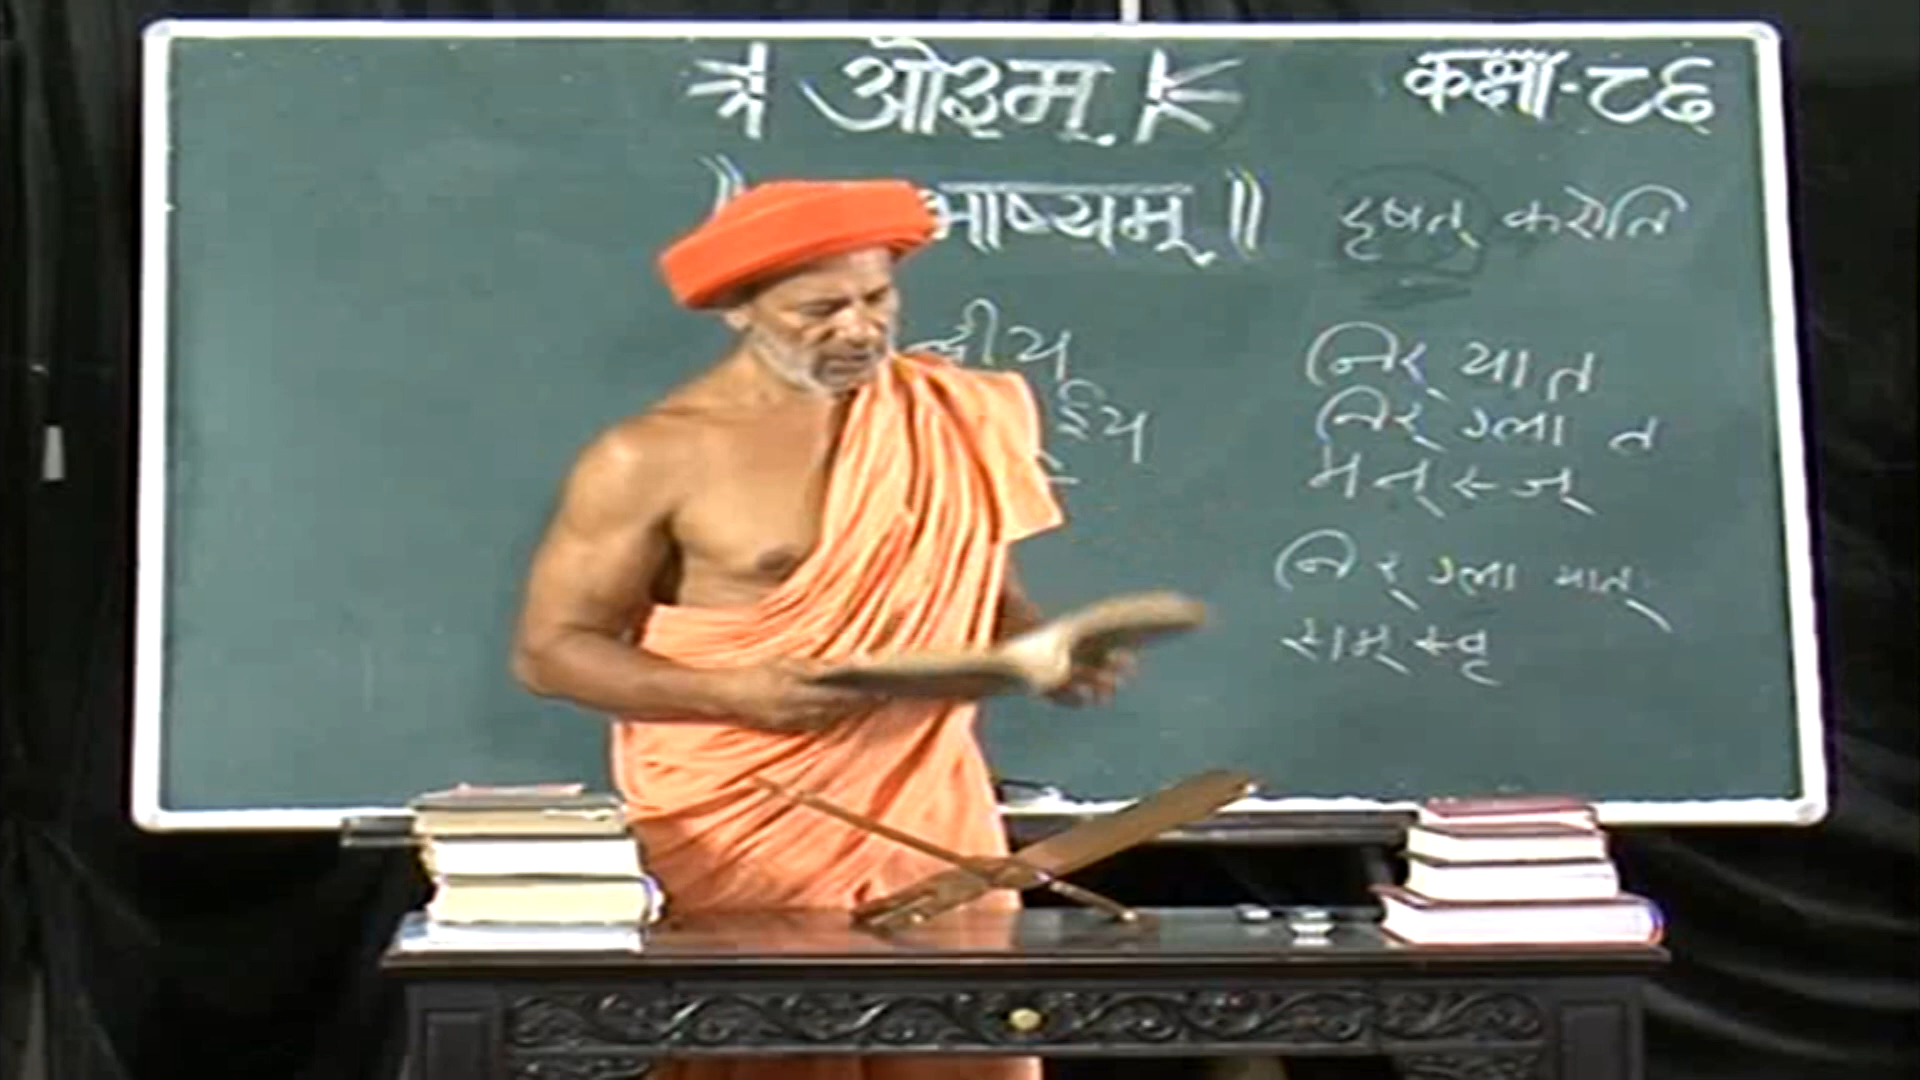 ओ३म्
कक्षा-८६
॥ भाष्यम् ॥
दृषत् करोति
निर् यात
निर् ग्ला त
मन् स्ज्
निर् ग्ला यात्
साम् स्वृ